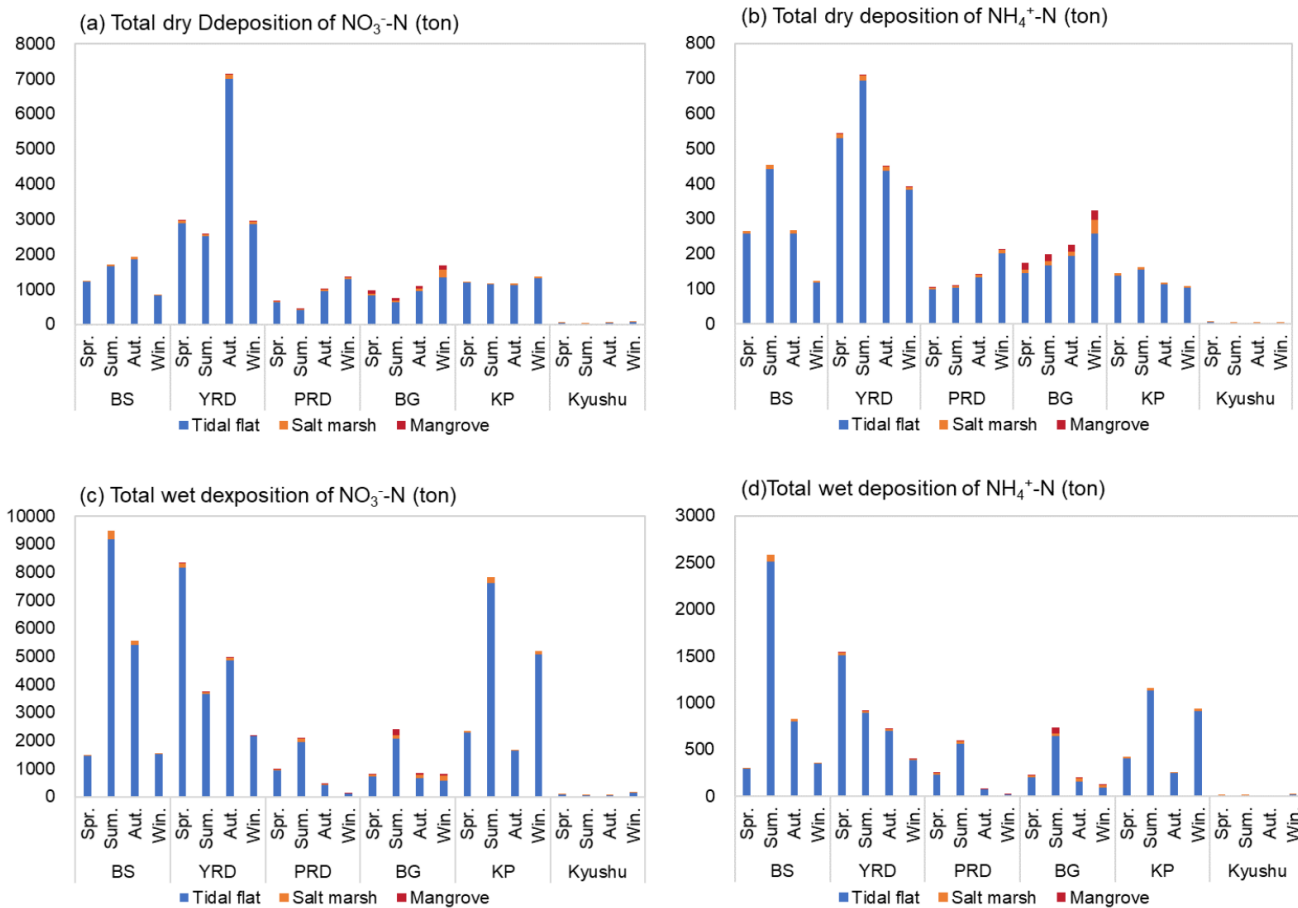 (a) Total dry Ddeposition of NO₃⁻-N (ton)
8000
7000
6000
5000
4000
3000
2000
1000
0
Spr. Sum. Aut. Win. Spr. Sum. Aut. Win. Spr. Sum. Aut. Win. Spr. Sum. Aut. Win. Spr. Sum. Aut. Win. Spr. Sum. Aut. Win.
BS YRD PRD BG KP Kyushu
Tidal flat Salt marsh Mangrove
(b) Total dry deposition of NH₄⁺-N (ton)
800
700
600
500
400
300
200
100
0
Spr. Sum. Aut. Win. Spr. Sum. Aut. Win. Spr. Sum. Aut. Win. Spr. Sum. Aut. Win. Spr. Sum. Aut. Win. Spr. Sum. Aut. Win.
BS YRD PRD BG KP Kyushu
Tidal flat Salt marsh Mangrove
(c) Total wet dexposition of NO₃⁻-N (ton)
10000
9000
8000
7000
6000
5000
4000
3000
2000
1000
0
Spr. Sum. Aut. Win. Spr. Sum. Aut. Win. Spr. Sum. Aut. Win. Spr. Sum. Aut. Win. Spr. Sum. Aut. Win. Spr. Sum. Aut. Win.
BS YRD PRD BG KP Kyushu
Tidal flat Salt marsh Mangrove
(d)Total wet deposition of NH₄⁺-N (ton)
3000
2500
2000
1500
1000
500
0
Spr. Sum. Aut. Win. Spr. Sum. Aut. Win. Spr. Sum. Aut. Win. Spr. Sum. Aut. Win. Spr. Sum. Aut. Win. Spr. Sum. Aut. Win.
BS YRD PRD BG KP Kyushu
Tidal flat Salt marsh Mangrove